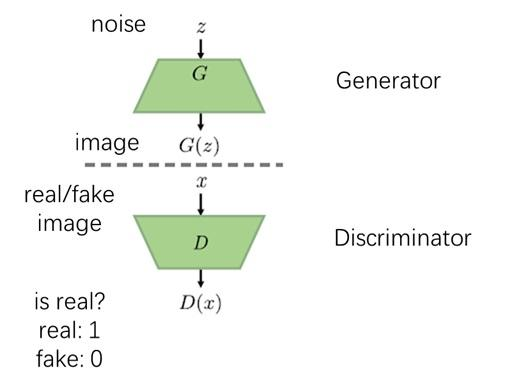 noise
z
G
Generator
image
G(z)
real/fake
image
x
D
Discriminator
is real?
real: 1
fake: 0
D(x)